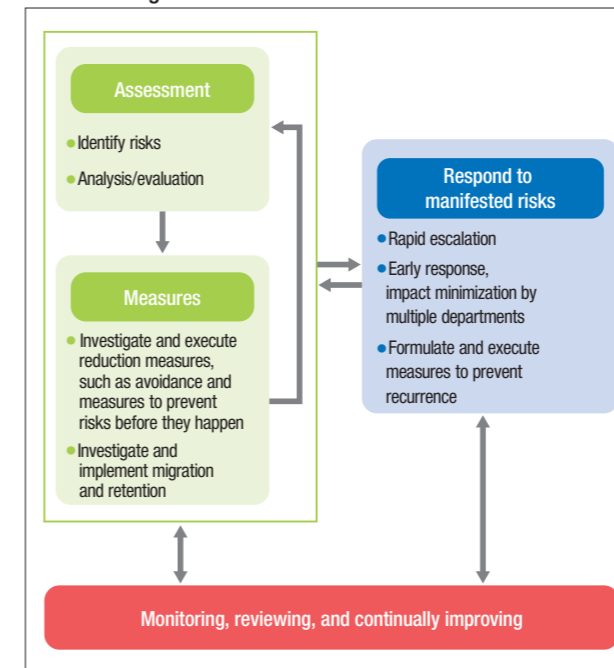 Assessment
• Identify risks
• Analysis/evaluation
Measures
• Investigate and execute
reduction measures,
such as avoidance and
measures to prevent
risks before they happen
• Investigate and
implement migration
and retention
Respond to
manifested risks
• Rapid escalation
• Early response,
impact minimization by
multiple departments
• Formulate and execute
measures to prevent
recurrence
Monitoring, reviewing, and continually improving